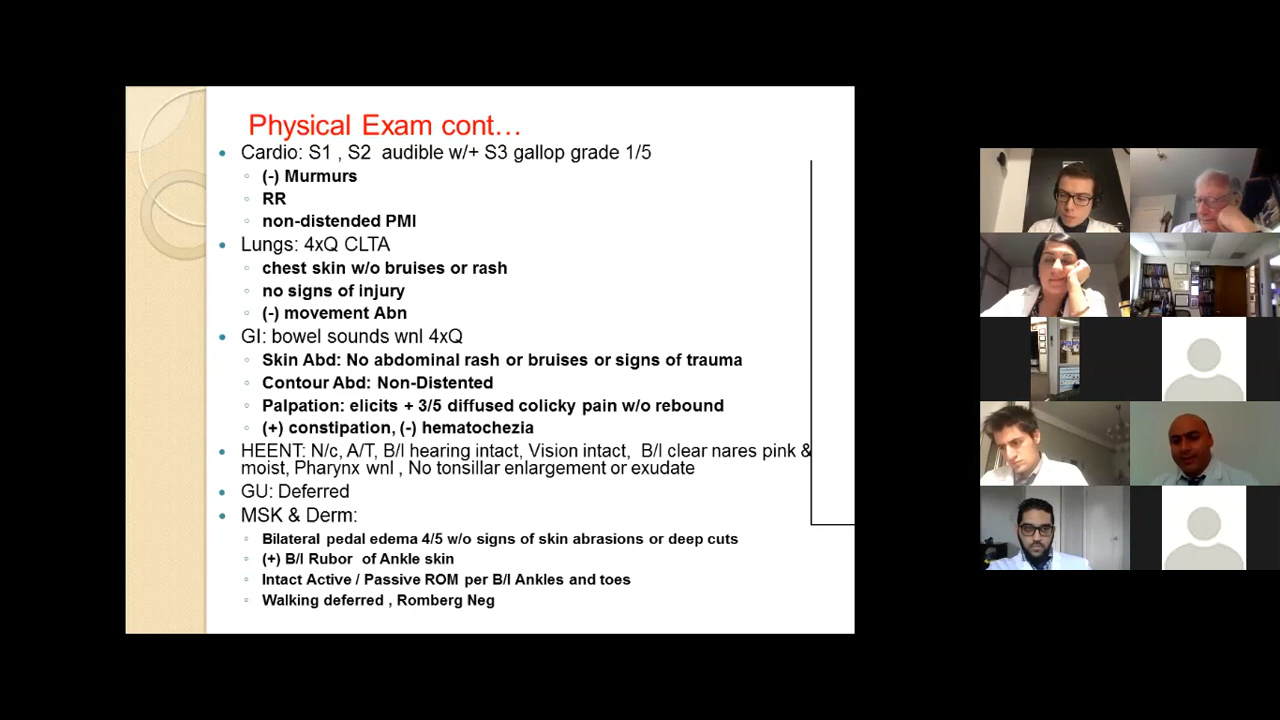 Physical Exam cont…
Cardio: S1 , S2 audible w/+ S3 gallop grade 1/5
(-) Murmurs
RR
non-distended PMI
Lungs: 4xQ CLTA
chest skin w/o bruises or rash
no signs of injury
(-) movement Abn
GI: bowel sounds wnl 4xQ
Skin Abd: No abdominal rash or bruises or signs of trauma
Contour Abd: Non-Distented
Palpation: elicits + 3/5 diffused colicky pain w/o rebound
(+) constipation, (-) hematochezia
HEENT: N/c, A/T, B/l hearing intact, Vision intact, B/l clear nares pink &
moist, Pharynx wnl , No tonsillar enlargement or exudate
GU: Deferred
MSK & Derm:
Bilateral pedal edema 4/5 w/o signs of skin abrasions or deep cuts
(+) B/l Rubor of Ankle skin
Intact Active / Passive ROM per B/l Ankles and toes
Walking deferred , Romberg Neg